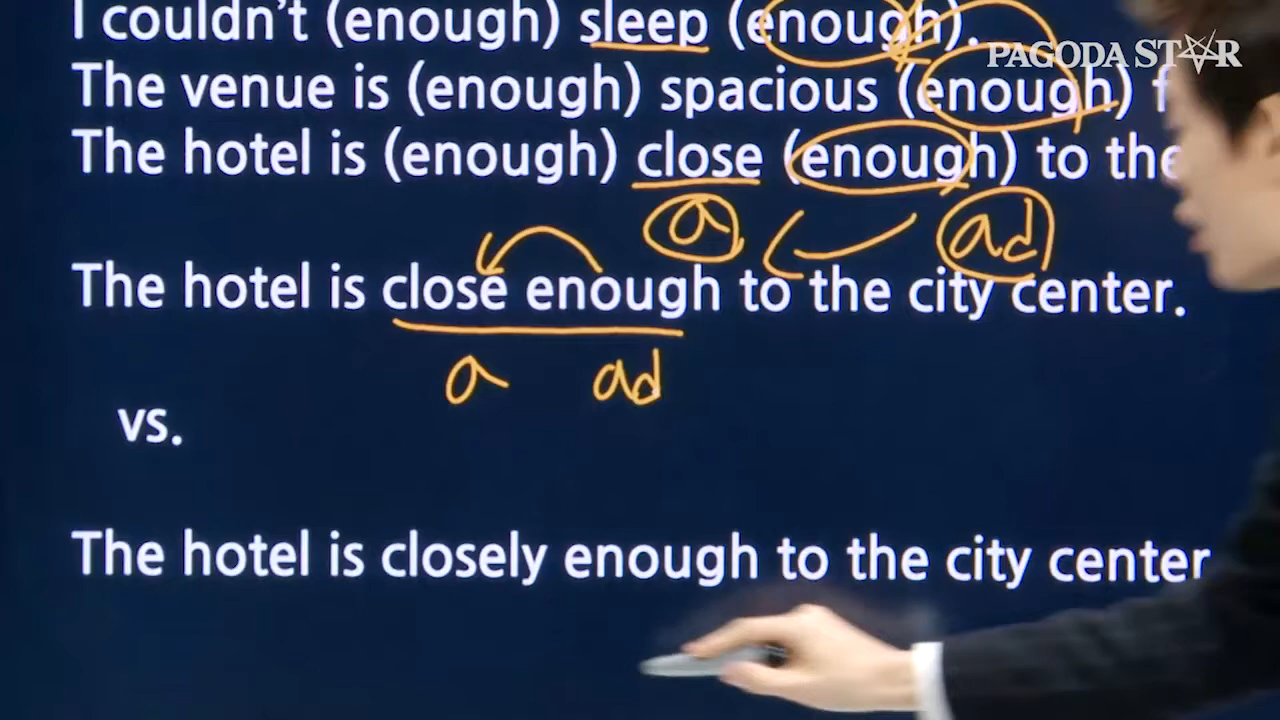 I couldn't (enough) sleep (enough).
PAGODA STAR
The venue is (enough) spacious (enough) f
The hotel is (enough) close (enough) to the
a ad
The hotel is close enough to the city center.
a ad
vs.
The hotel is closely enough to the city center